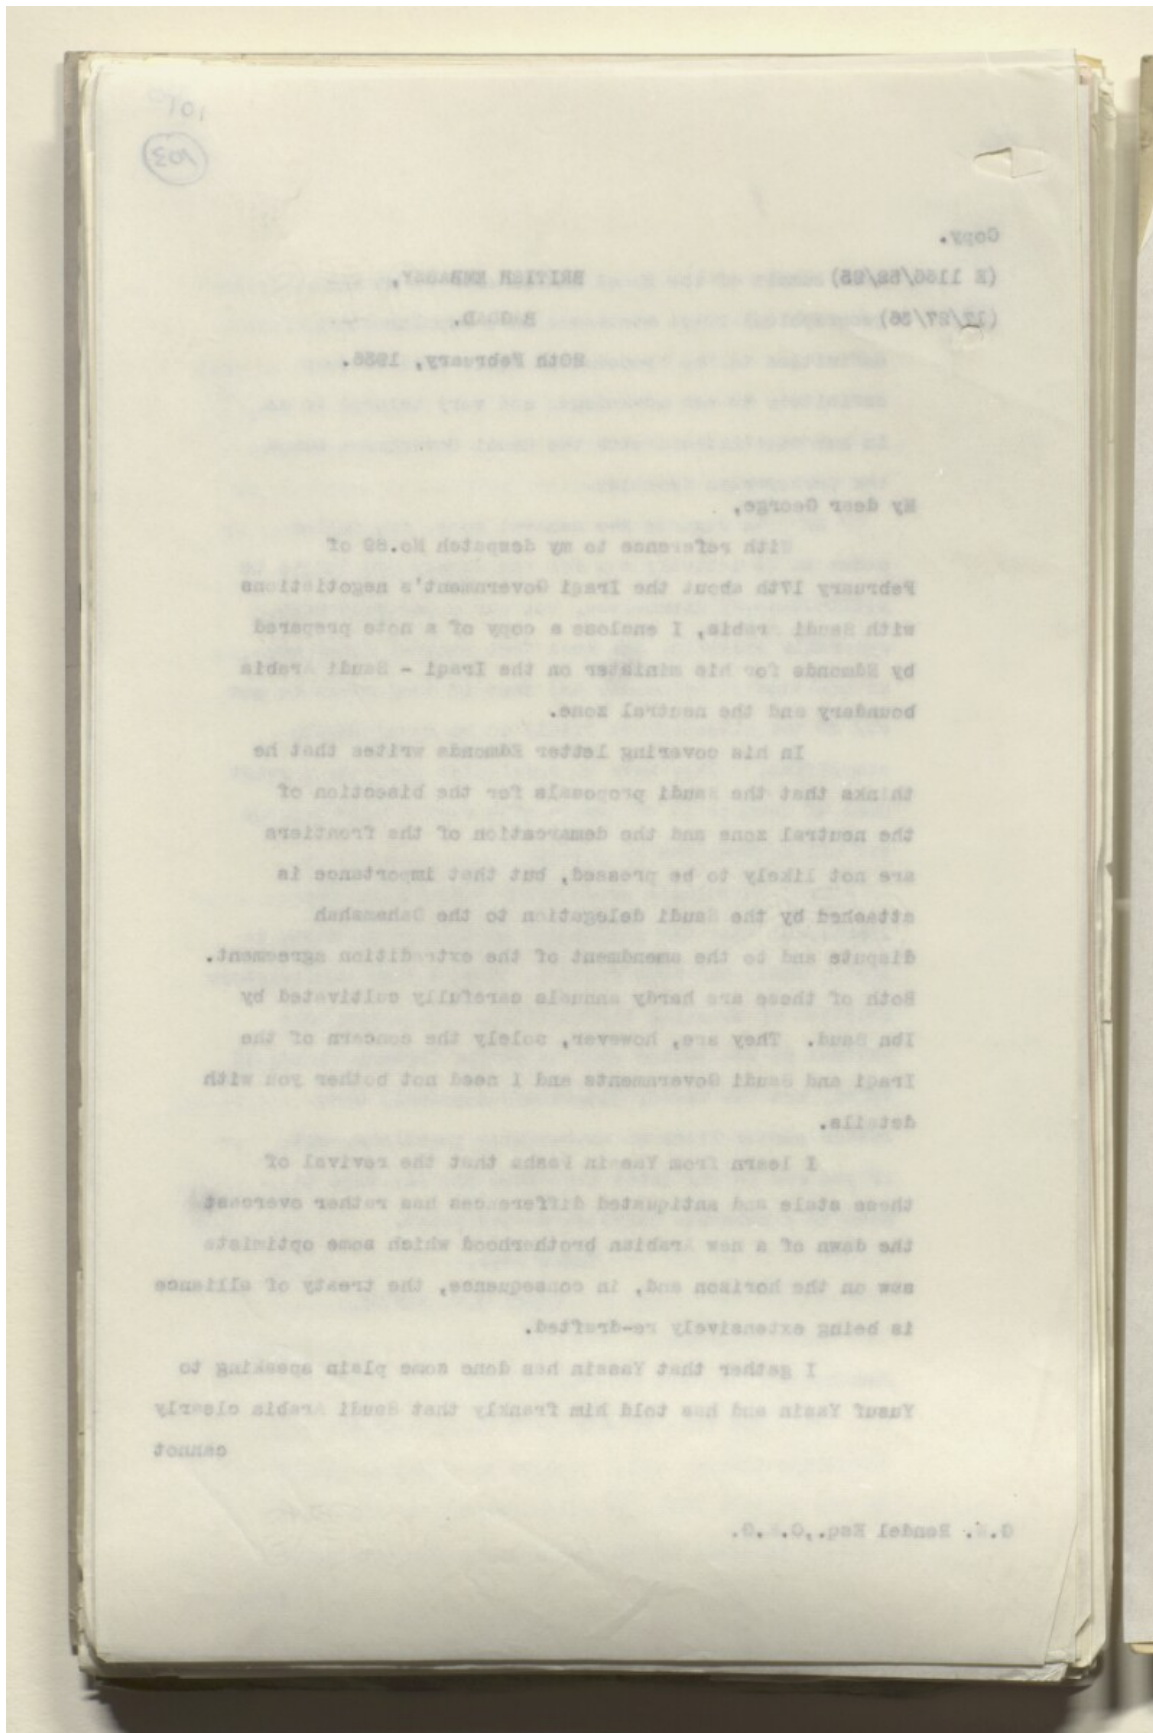 103
Copy.
(E 1156/52/25)
BRITISH EMBASSY,
(12/27/36)
BAGDAD.
20th February, 1936.
My dear George,
With reference to my despatch No.89 of
February 17th about the Iraqi Government's negotiations
with Saudi Arabia, I enclose a copy of a note prepared
by Edmonds for his minister on the Iraqi - Saudi Arabia
boundary and the neutral zone.
In his covering letter Edmonds writes that he
thinks that the Saudi proposals for the bisection of
the neutral zone and the demarcation of the frontiers
are not likely to be pressed, but that importance is
attached by the Saudi delegation to the Dahamshah
dispute and to the amendment of the extradition agreement.
Both of these are hardy annuals carefully cultivated by
Ibn Saud. They are, however, solely the concern of the
Iraqi and Saudi Governments and I need not bother you with
details.
I learn from Yassin Pasha that the revival of
these stale and antiquated differences has rather overcast
the dawn of a new Arabian brotherhood which some optimists
saw on the horizon and, in consequence, the treaty of alliance
is being extensively re-drafted.
I gather that Yassin has done some plain speaking to
Yusuf Yasin and has told him frankly that Saudi Arabia clearly
cannot
G.W. Rendel Esq.,C.M.G.